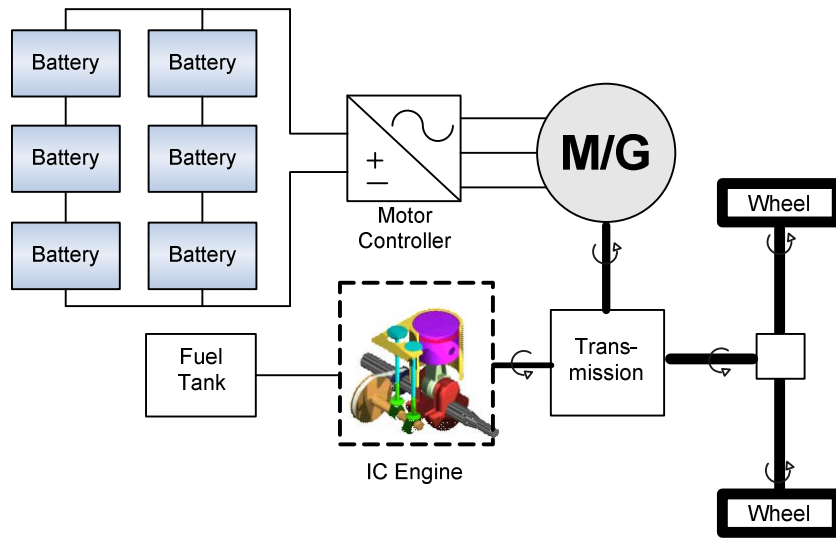 Battery
Battery
Battery
Battery
Battery
Battery
+
−
Motor
Controller
M/G
Wheel
Fuel
Tank
IC Engine
Trans-
mission
Wheel